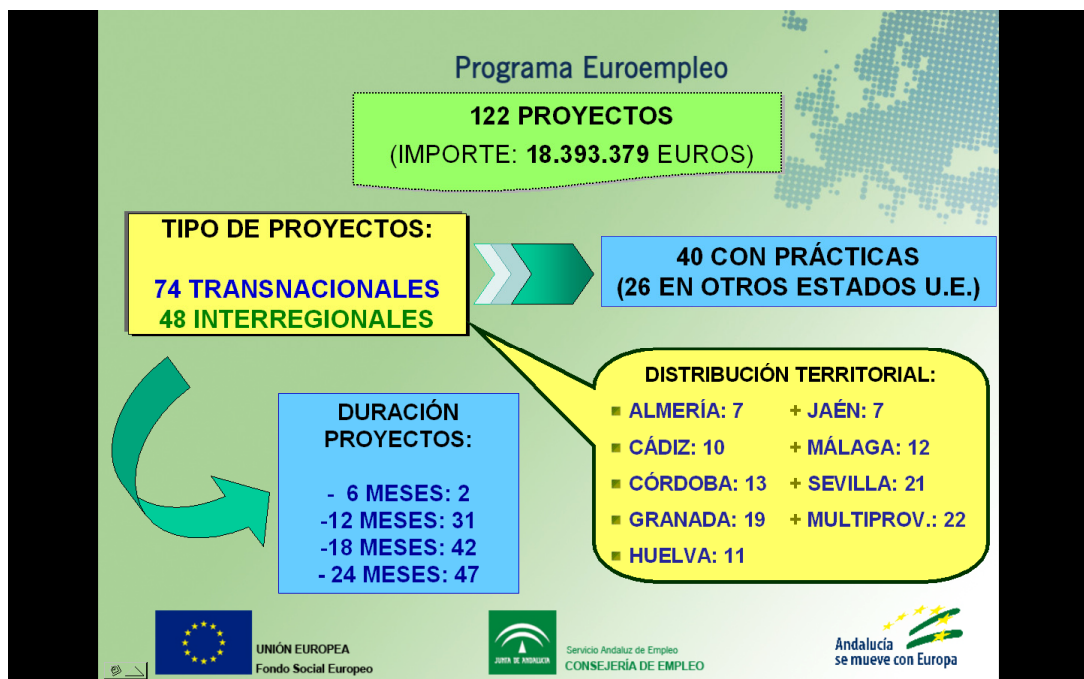 Programa Euroempleo
122 PROYECTOS
(IMPORTE: 18.393.379 EUROS)
TIPO DE PROYECTOS:
74 TRANSNACIONALES
48 INTERREGIONALES
40 CON PRÁCTICAS
(26 EN OTROS ESTADOS U.E.)
DURACIÓN
PROYECTOS:
- 6 MESES: 2
-12 MESES: 31
-18 MESES: 42
- 24 MESES: 47
DISTRIBUCIÓN TERRITORIAL:
ALMERÍA: 7
CÁDIZ: 10
CÓRDOBA: 13
GRANADA: 19
HUELVA: 11
+ JAÉN: 7
+ MÁLAGA: 12
+ SEVILLA: 21
+ MULTIPROV.: 22
UNIÓN EUROPEA
Fondo Social Europeo
JUNTA DE ANDALUCIA
Servicio Andaluz de Empleo
CONSEJERÍA DE EMPLEO
Andalucía
se mueve con Europa